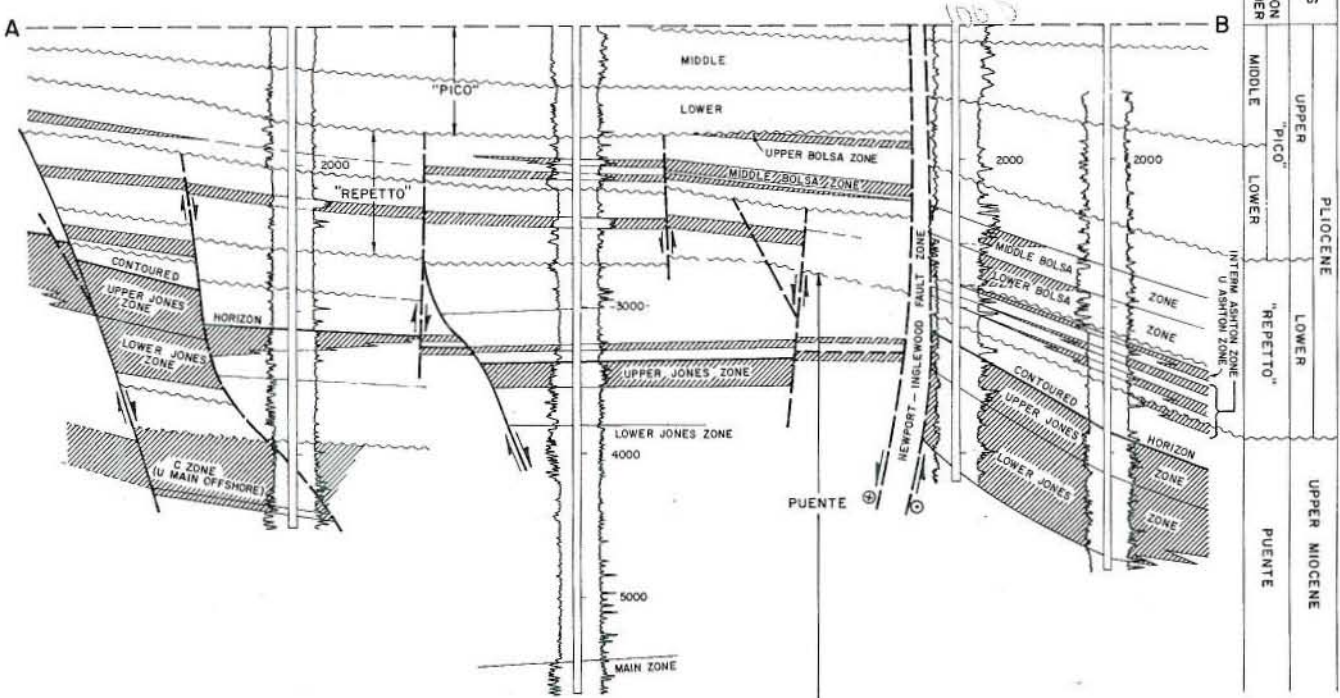 A
B
MIDDLE
"PICO"
LOWER
UPPER BOLSA ZONE
2000
"REPETTO"
MIDDLE BOLSA ZONE
2000
2000
CONTOURED
UPPER JONES
ZONE
HORIZON
LOWER JONES
ZONE
3000
UPPER JONES ZONE
LOWER JONES ZONE
4000
C ZONE
(U MAIN OFFSHORE)
PUENTE
NEWPORT - INGLEWOOD FAULT ZONE
5000
MAIN ZONE
MIDDLE BOLSA
ZONE
LOWER BOLSA
ZONE
CONTOURED
HORIZON
UPPER JONES
ZONE
LOWER JONES
ZONE
INTERM ASHTON ZONE
U ASHTON ZONE
MIDDLE
LOWER
"PICO"
UPPER
"REPETTO"
LOWER
PLIOCENE
PUENTE
UPPER MIOCENE